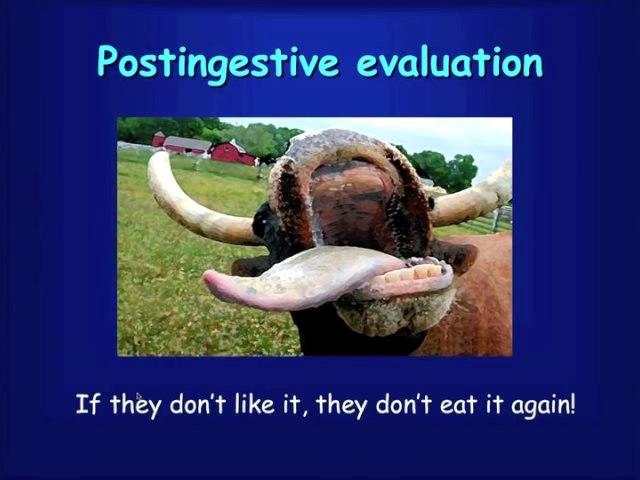 Postingestive evaluation
If they don’t like it, they don’t eat it again!